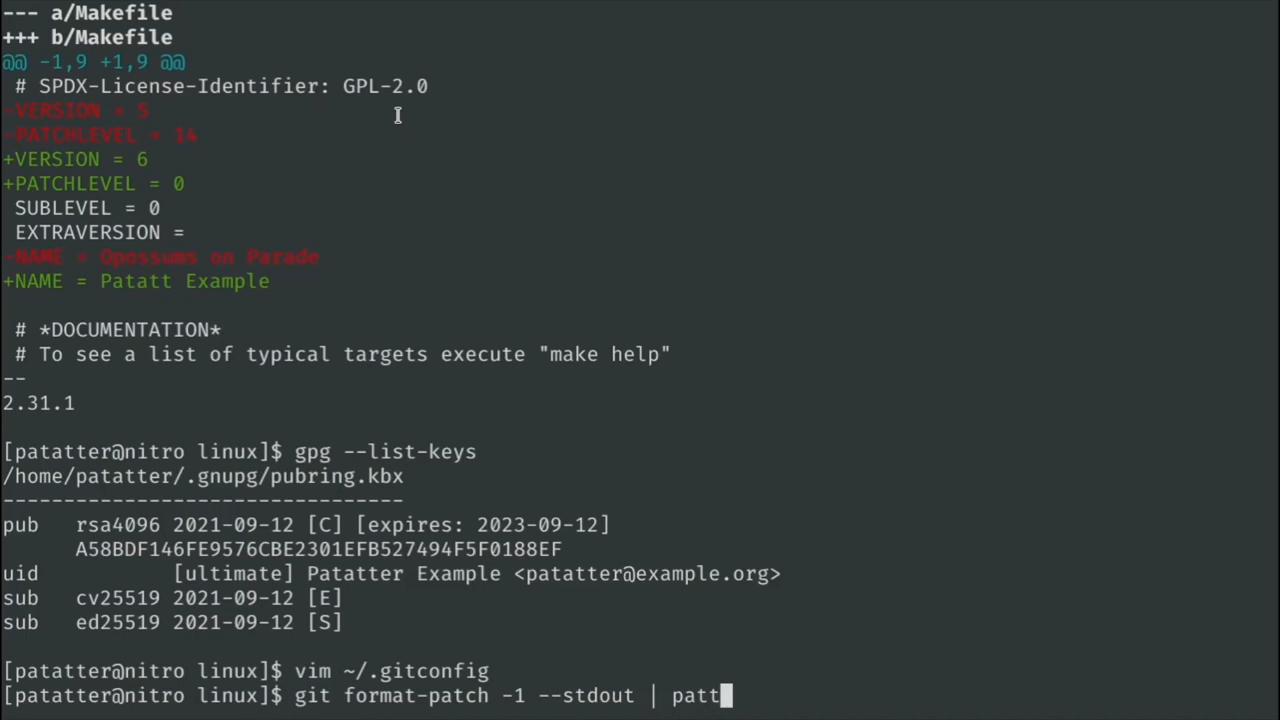 --- a/Makefile
+++ b/Makefile
@@ -1,9 +1,9 @@
# SPDX-License-Identifier: GPL-2.0
-VERSION = 5
-PATCHLEVEL = 14
+VERSION = 6
+PATCHLEVEL = 0
SUBLEVEL = 0
EXTRAVERSION =
-NAME = Opossums on Parade
+NAME = Patatt Example
# *DOCUMENTATION*
# To see a list of typical targets execute "make help"
--
2.31.1
[patatter@nitro linux]$ gpg --list-keys
/home/patatter/.gnupg/pubring.kbx
---------------------------------
pub   rsa4096 2021-09-12 [C] [expires: 2023-09-12]
      A58BDF146FE9576CBE2301EFB527494F5F0188EF
uid           [ultimate] Patatter Example <patatter@example.org>
sub   cv25519 2021-09-12 [E]
sub   ed25519 2021-09-12 [S]
[patatter@nitro linux]$ vim ~/.gitconfig
[patatter@nitro linux]$ git format-patch -1 --stdout | patt